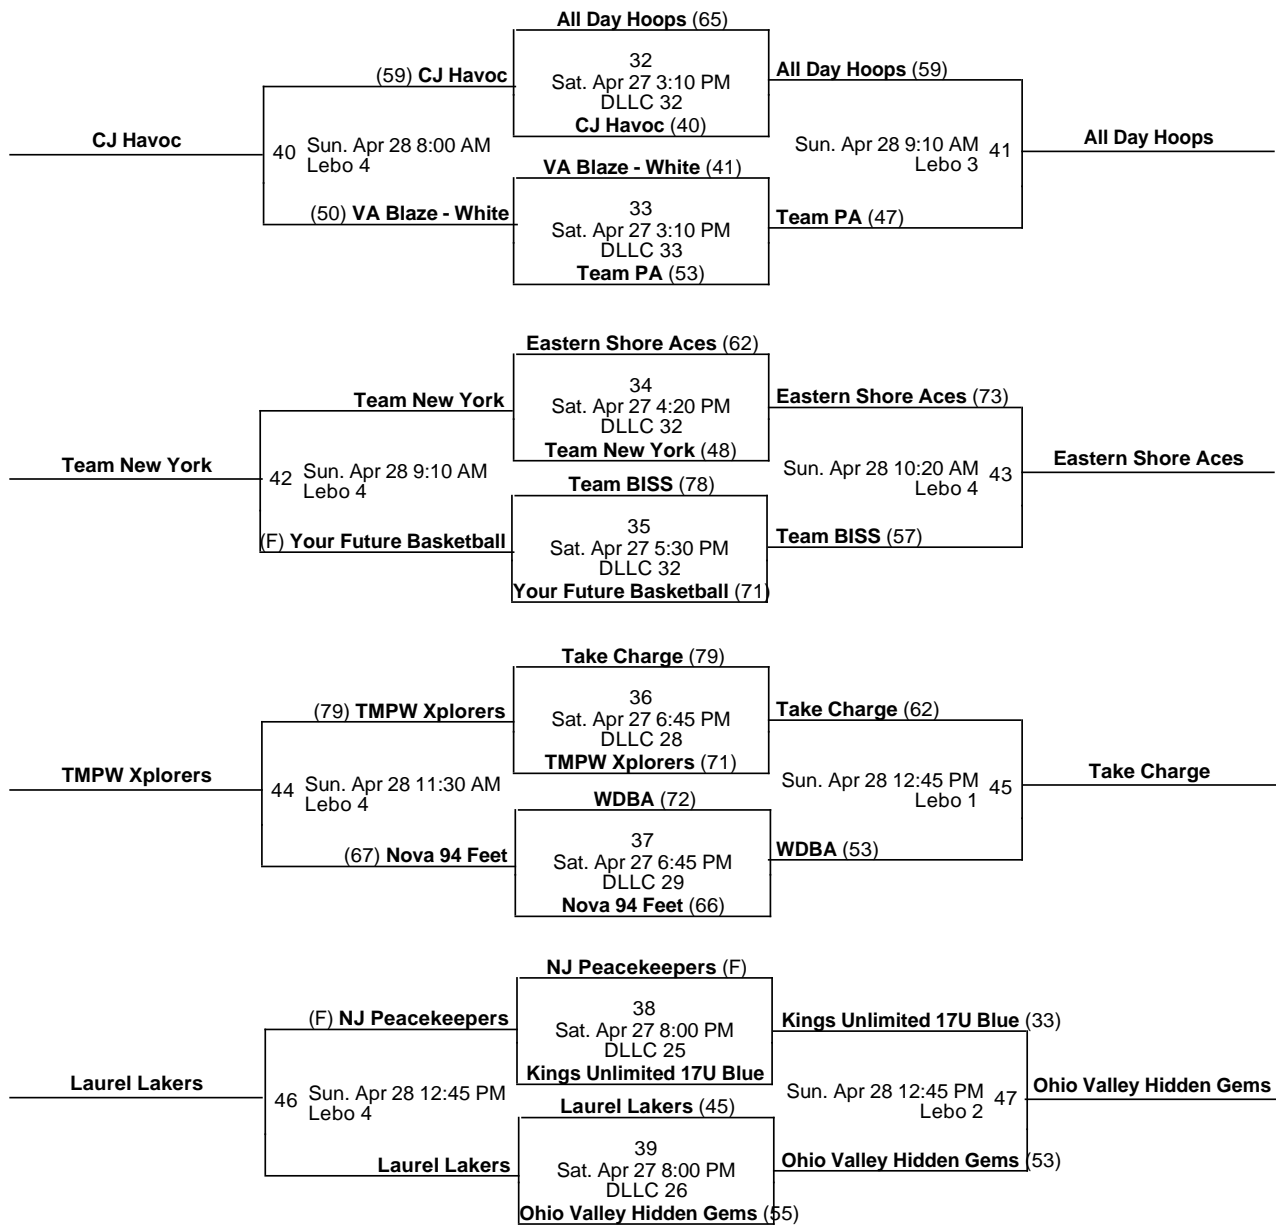 All Day Hoops (65)
32
Sat. Apr 27 3:10 PM
DLLC 32
(59) CJ Havoc
All Day Hoops (59)
CJ Havoc (40)
CJ Havoc
40 Sun. Apr 28 8:00 AM
Lebo 4
Sun. Apr 28 9:10 AM 41
Lebo 3
All Day Hoops
VA Blaze - White (41)
(50) VA Blaze - White
33
Sat. Apr 27 3:10 PM
DLLC 33
Team PA (47)
Team PA (53)
Eastern Shore Aces (62)
34
Sat. Apr 27 4:20 PM
DLLC 32
Team New York
Eastern Shore Aces (73)
Team New York (48)
Team New York
42 Sun. Apr 28 9:10 AM
Lebo 4
Sun. Apr 28 10:20 AM 43
Lebo 4
Eastern Shore Aces
Team BISS (78)
35
Sat. Apr 27 5:30 PM
DLLC 32
(F) Your Future Basketball
Team BISS (57)
Your Future Basketball (71)
Take Charge (79)
36
Sat. Apr 27 6:45 PM
DLLC 28
(79) TMPW Xplorers
Take Charge (62)
TMPW Xplorers (71)
TMPW Xplorers
44 Sun. Apr 28 11:30 AM
Lebo 4
Sun. Apr 28 12:45 PM 45
Lebo 1
Take Charge
WDBA (72)
37
Sat. Apr 27 6:45 PM
DLLC 29
(67) Nova 94 Feet
WDBA (53)
Nova 94 Feet (66)
NJ Peacekeepers (F)
38
Sat. Apr 27 8:00 PM
DLLC 25
(F) NJ Peacekeepers
Kings Unlimited 17U Blue (33)
Kings Unlimited 17U Blue
Laurel Lakers
46 Sun. Apr 28 12:45 PM
Lebo 4
Sun. Apr 28 12:45 PM 47
Lebo 2
Ohio Valley Hidden Gems
Laurel Lakers (45)
39
Sat. Apr 27 8:00 PM
DLLC 26
Laurel Lakers
Ohio Valley Hidden Gems (53)
Ohio Valley Hidden Gems (55)